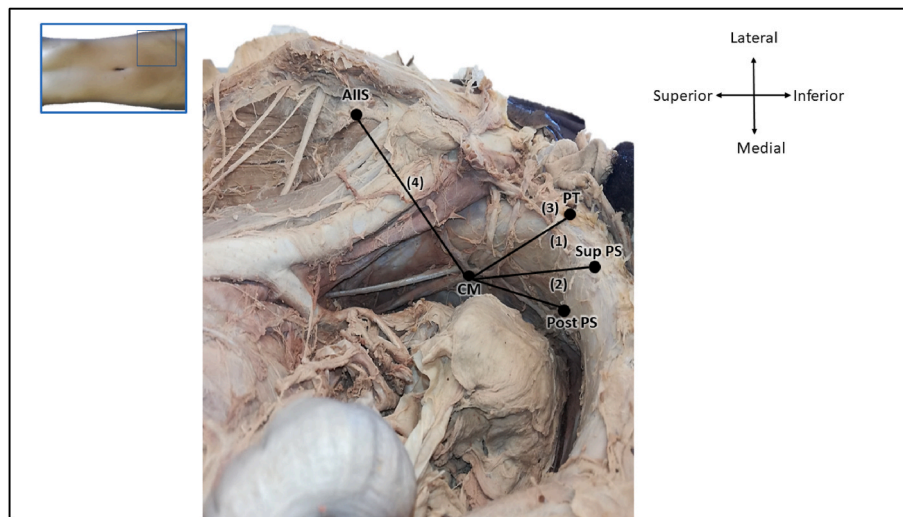 Lateral
Superior
Inferior
Medial
AIIS
(4)
(3)
PT
(1)
Sup PS
(2)
CM
Post PS